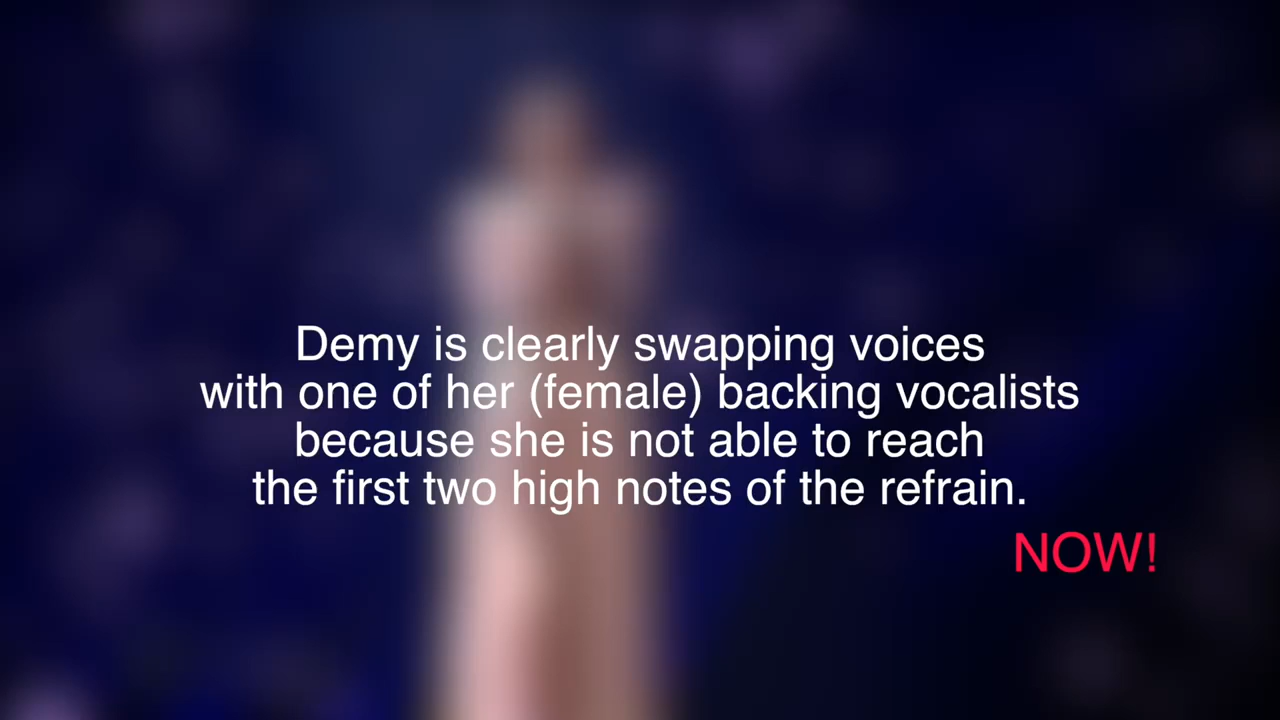 Demy is clearly swapping voices
with one of her (female) backing vocalists
because she is not able to reach
the first two high notes of the refrain.
NOW!